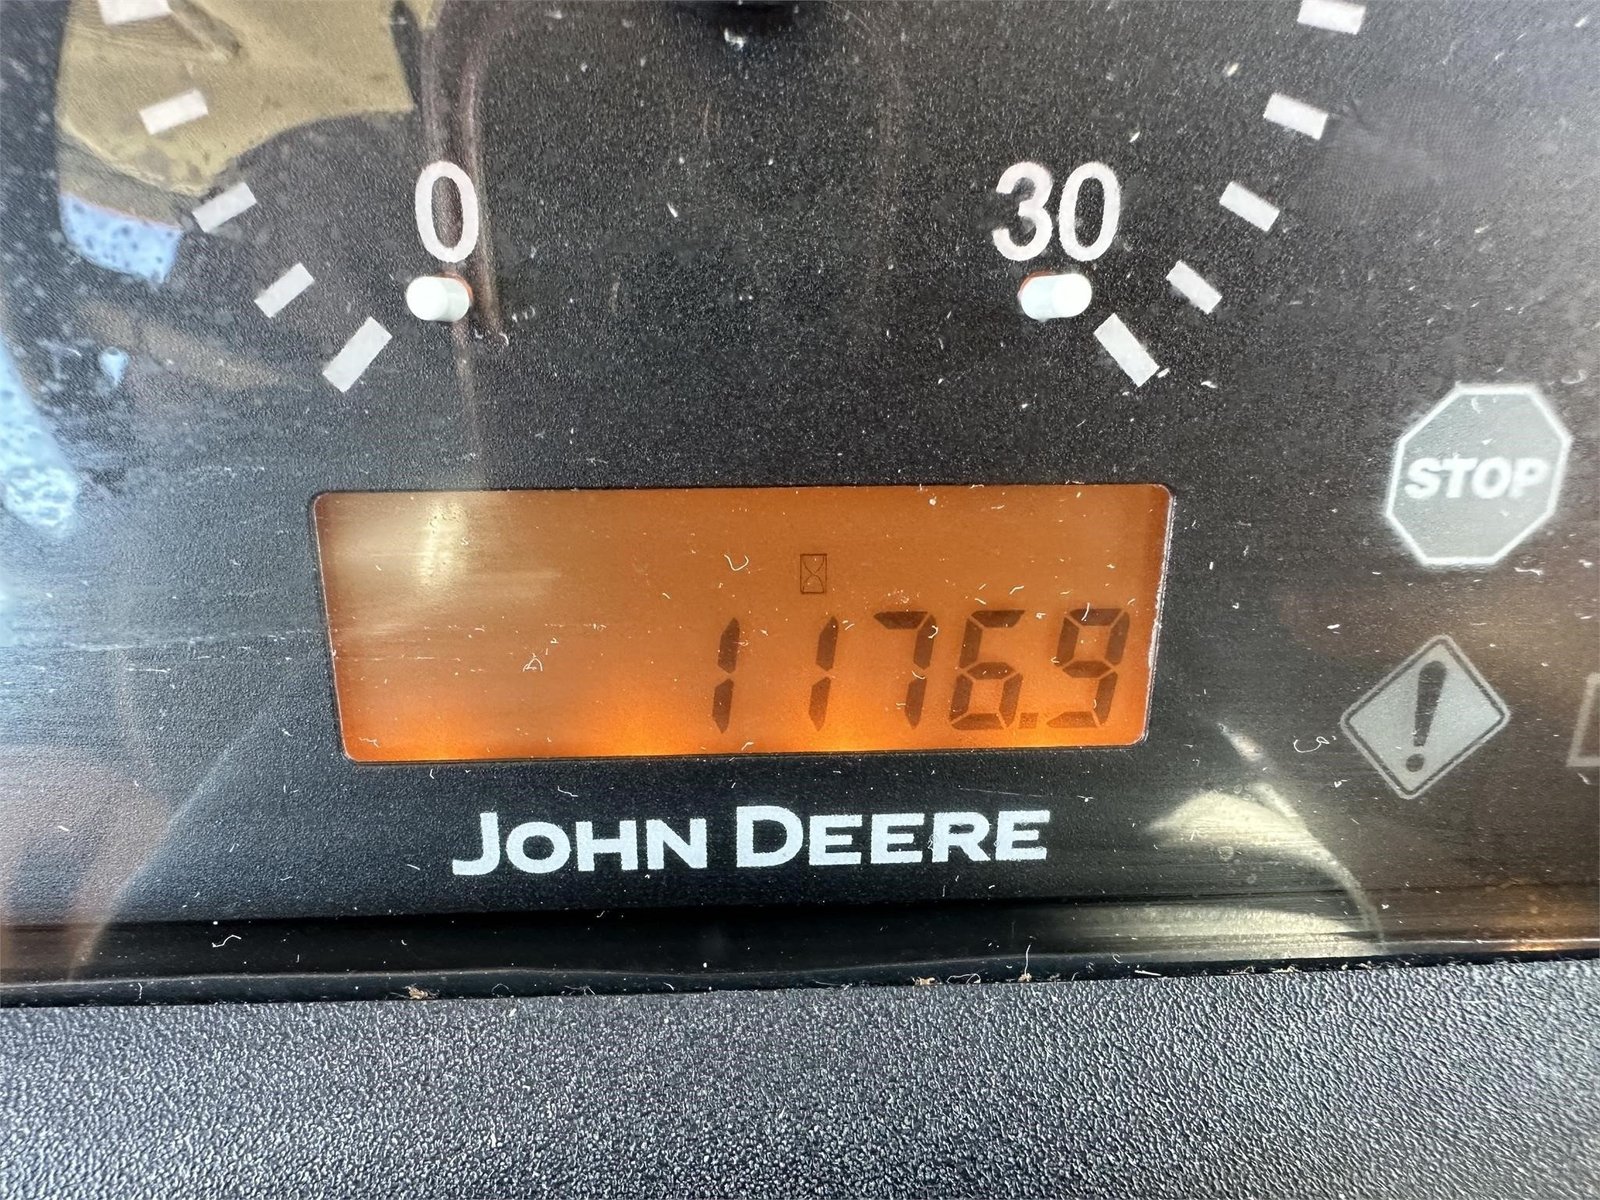 0 30
STOP
1176.9
JOHN DEERE